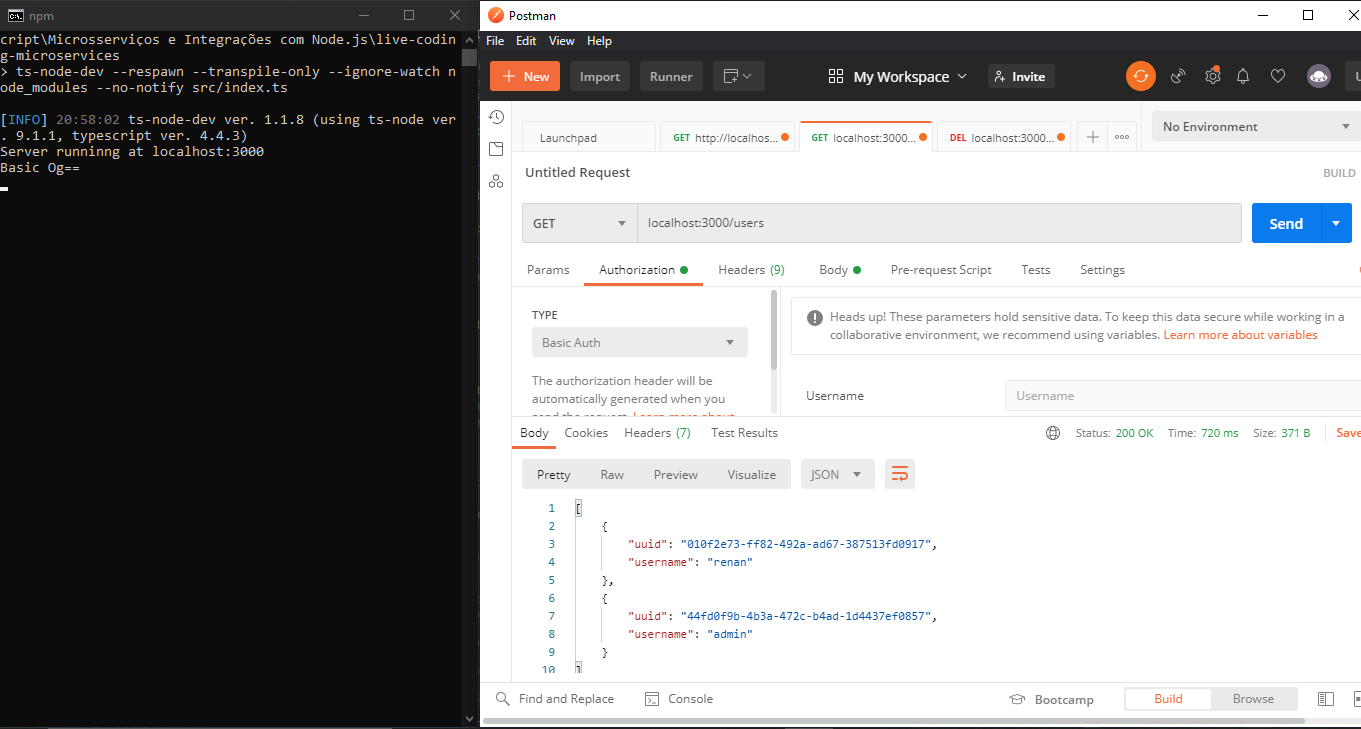 npm
cript\Microsserviços e Integrações com Node.js\live-codin
g-microservices
> ts-node-dev --respawn --transpile-only --ignore-watch n
ode_modules --no-notify src/index.ts
[INFO] 20:58:02 ts-node-dev ver. 1.1.8 (using ts-node ver
. 9.1.1, typescript ver. 4.4.3)
Server runninng at localhost:3000
Basic Og==
Postman
File Edit View Help
+ New Import Runner My Workspace Invite
Launchpad GET http://localhos... GET localhost:3000... DEL localhost:3000... No Environment
Untitled Request BUILD
GET localhost:3000/users Send
Params Authorization Headers (9) Body Pre-request Script Tests Settings
TYPE
Basic Auth
The authorization header will be
automatically generated when you
send the request. Learn more about
Heads up! These parameters hold sensitive data. To keep this data secure while working in a
collaborative environment, we recommend using variables. Learn more about variables
Username Username
Body Cookies Headers (7) Test Results Status: 200 OK Time: 720 ms Size: 371 B Save
Pretty Raw Preview Visualize JSON
1 [
2 {
3 "uuid": "010f2e73-ff82-492a-ad67-387513fd0917",
4 "username": "renan"
5 },
6 {
7 "uuid": "44fd0f9b-4b3a-472c-b4ad-1d4437ef0857",
8 "username": "admin"
9 }
10 ]
Find and Replace Console Bootcamp Build Browse